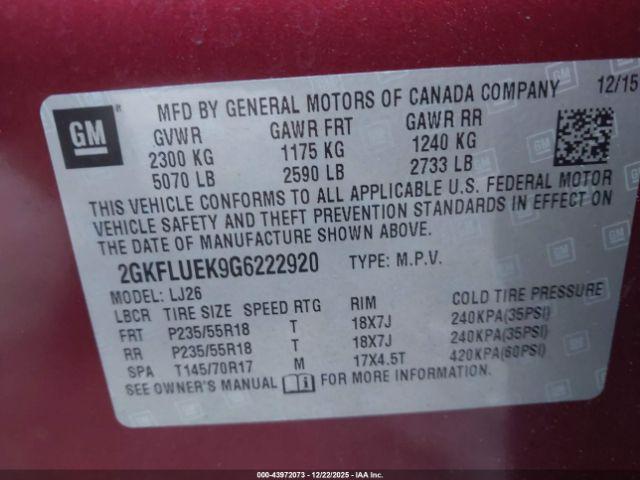 GM
MFD BY GENERAL MOTORS OF CANADA COMPANY 12/15
GVWR GAWR FRT GAWR RR
2300 KG 1175 KG 1240 KG
5070 LB 2590 LB 2733 LB
THIS VEHICLE CONFORMS TO ALL APPLICABLE U.S. FEDERAL MOTOR
VEHICLE SAFETY AND THEFT PREVENTION STANDARDS IN EFFECT ON
THE DATE OF MANUFACTURE SHOWN ABOVE.
2GKFLUEK9G6222920 TYPE: M.P.V.
MODEL: LJ26
LBCR TIRE SIZE SPEED RTG RIM COLD TIRE PRESSURE
FRT P235/55R18 T 18X7J 240KPA(35PSI)
RR P235/55R18 T 18X7J 240KPA(35PSI)
SPA T145/70R17 M 17X4.5T 420KPA(60PSI)
SEE OWNER'S MANUAL i FOR MORE INFORMATION.
000-43972073 - 12/22/2025 - IAAI.COM